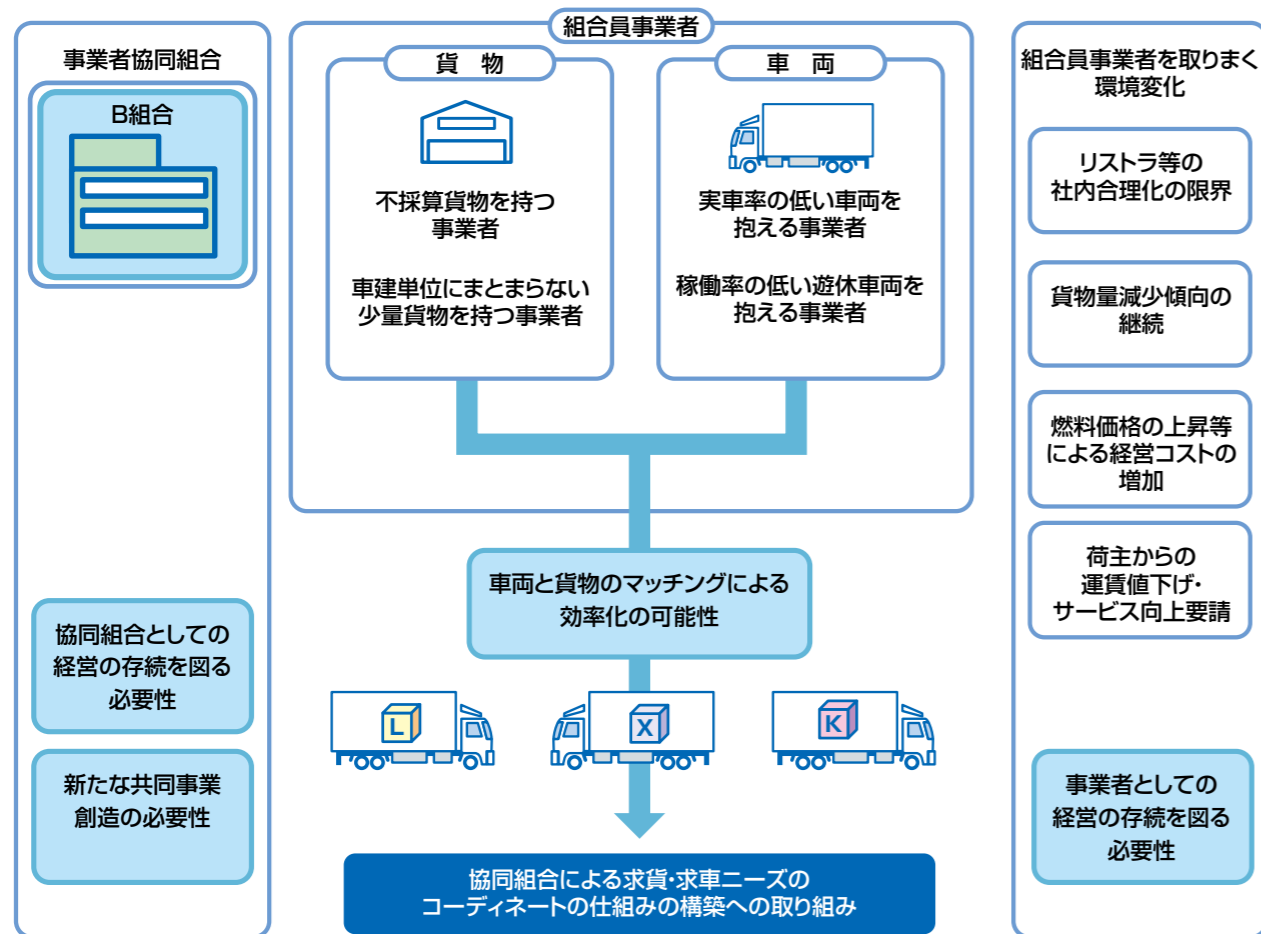 事業者協同組合
B組合
協同組合としての
経営の存続を図る
必要性
新たな共同事業
創造の必要性
組合員事業者
貨 物
不採算貨物を持つ
事業者
車建単位にまとまらない
少量貨物を持つ事業者
車 両
実車率の低い車両を
抱える事業者
稼働率の低い遊休車両を
抱える事業者
車両と貨物のマッチングによる
効率化の可能性
L
X
K
協同組合による求貨・求車ニーズの
コーディネートの仕組みの構築への取り組み
組合員事業者を取りまく
環境変化
リストラ等の
社内合理化の限界
貨物量減少傾向の
継続
燃料価格の上昇等
による経営コストの
増加
荷主からの
運賃値下げ・
サービス向上要請
事業者としての
経営の存続を図る
必要性